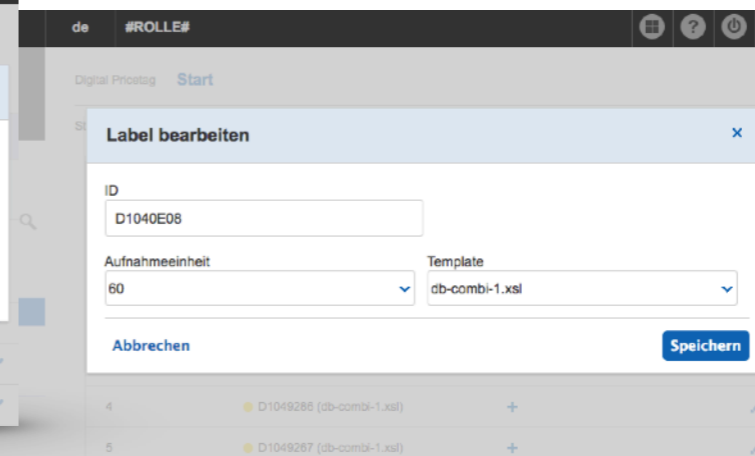 de #ROLLE#
Digital Pricetag Start
Label bearbeiten ×
ID
D1040E08
Aufnahmeeinheit Template
60 db-combi-1.xsl
Abbrechen Speichern
4 D1049266 (db-combi-1.xsl) +
5 D1049267 (db-combi-1.xsl) +